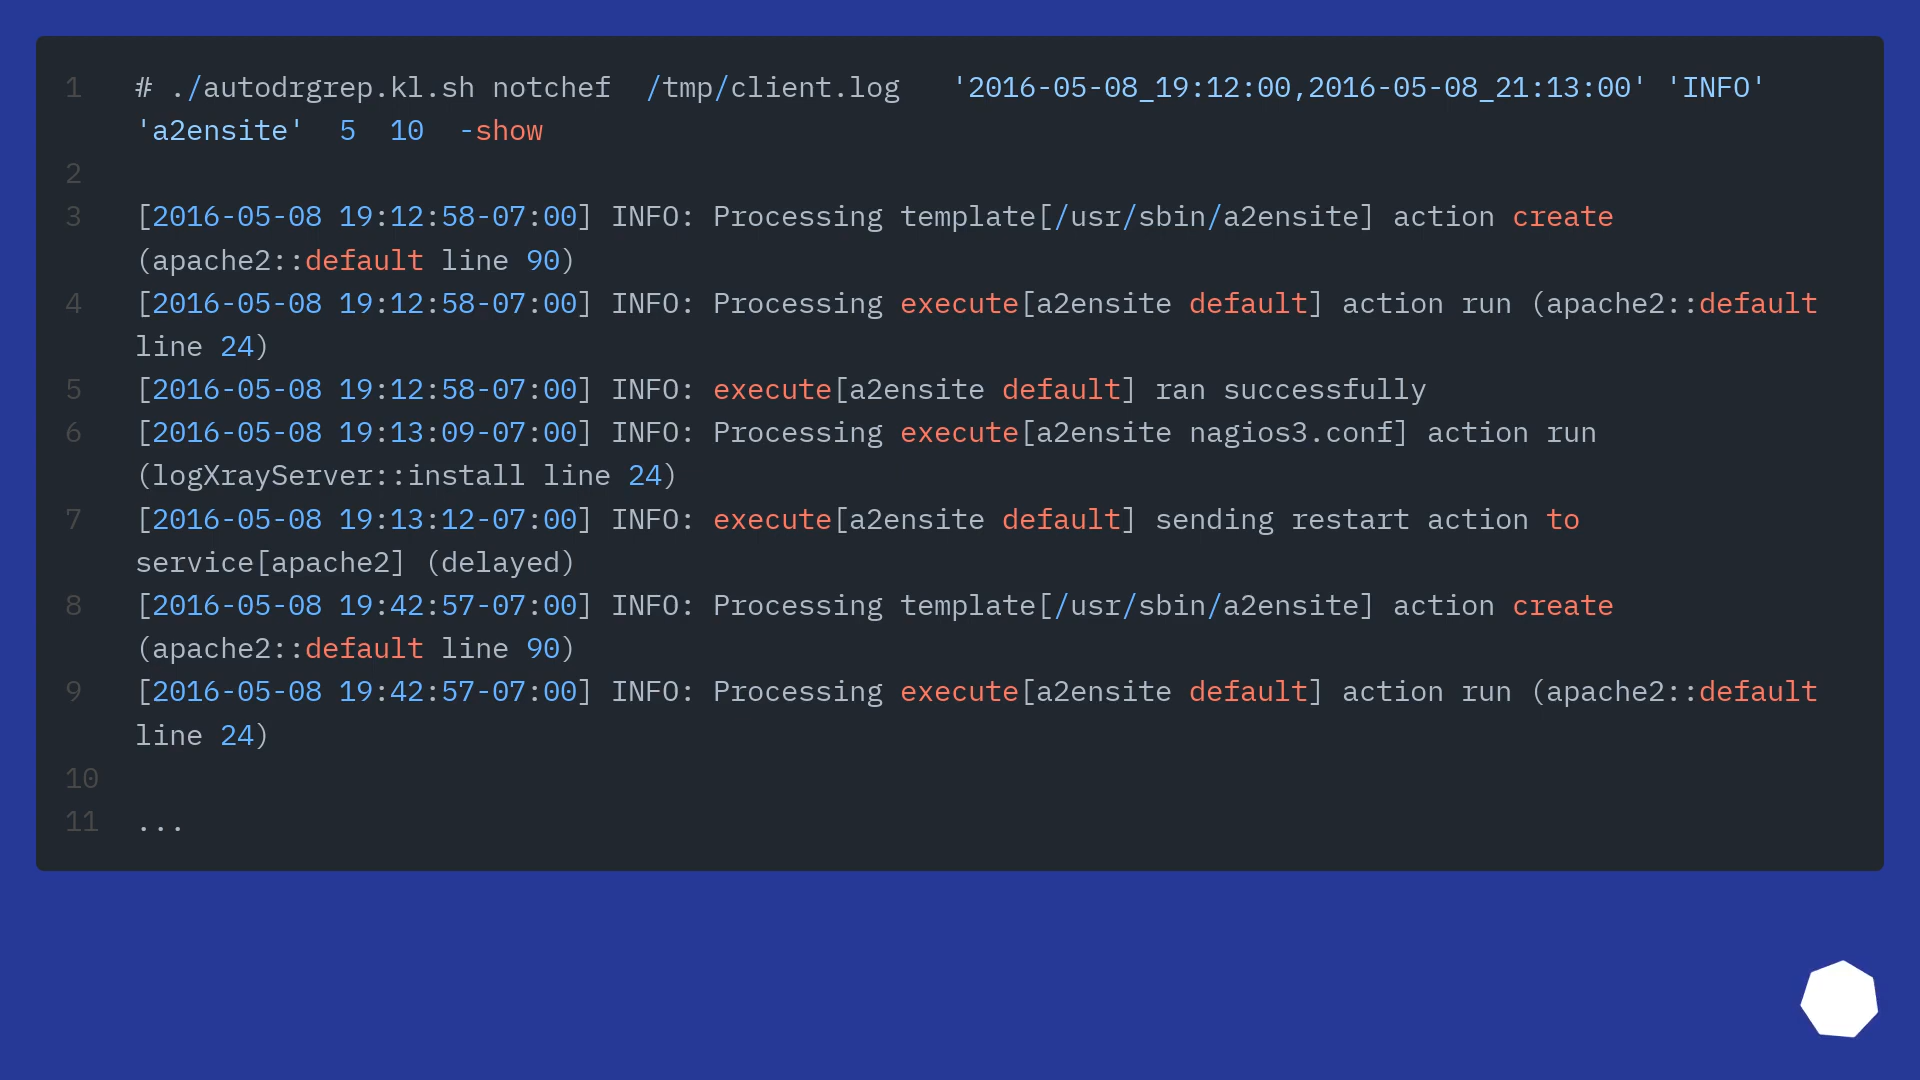 1 # ./autodrgrep.kl.sh notchef  /tmp/client.log   '2016-05-08_19:12:00,2016-05-08_21:13:00' 'INFO'
'a2ensite'  5  10  -show
2
3 [2016-05-08 19:12:58-07:00] INFO: Processing template[/usr/sbin/a2ensite] action create
(apache2::default line 90)
4 [2016-05-08 19:12:58-07:00] INFO: Processing execute[a2ensite default] action run (apache2::default
line 24)
5 [2016-05-08 19:12:58-07:00] INFO: execute[a2ensite default] ran successfully
6 [2016-05-08 19:13:09-07:00] INFO: Processing execute[a2ensite nagios3.conf] action run
(logXrayServer::install line 24)
7 [2016-05-08 19:13:12-07:00] INFO: execute[a2ensite default] sending restart action to
service[apache2] (delayed)
8 [2016-05-08 19:42:57-07:00] INFO: Processing template[/usr/sbin/a2ensite] action create
(apache2::default line 90)
9 [2016-05-08 19:42:57-07:00] INFO: Processing execute[a2ensite default] action run (apache2::default
line 24)
10
11 ...